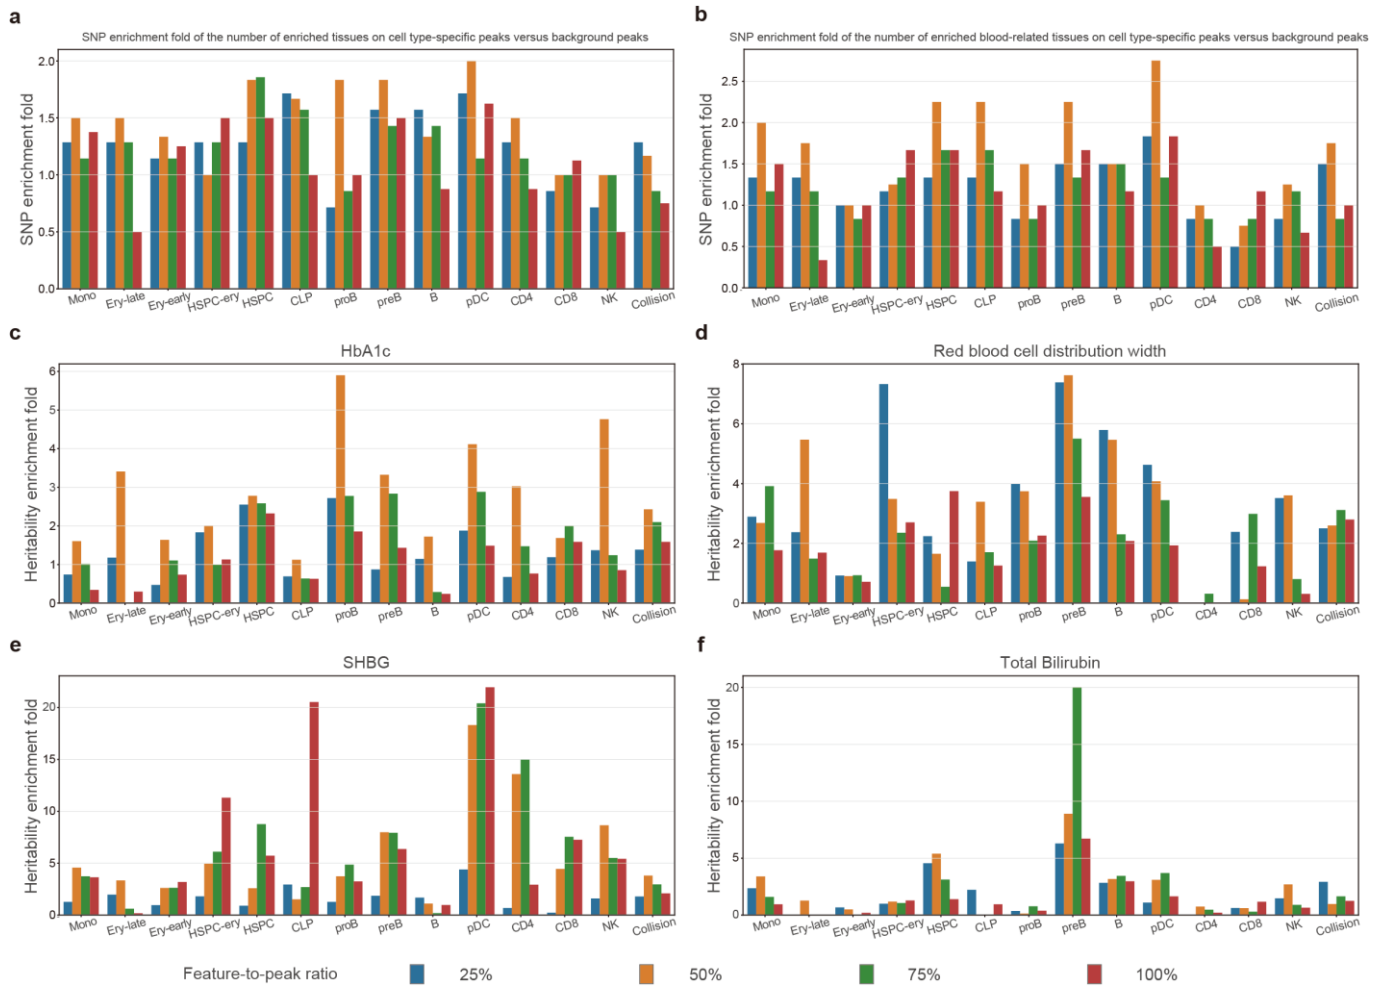 a
SNP enrichment fold of the number of enriched tissues on cell type-specific peaks versus background peaks
SNP enrichment fold
2.0
1.5
1.0
0.5
0.0
Mono Ery-late Ery-early HSPC-ery HSPC CLP proB preB B pDC CD4 CD8 NK Collision
b
SNP enrichment fold of the number of enriched blood-related tissues on cell type-specific peaks versus background peaks
SNP enrichment fold
2.5
2.0
1.5
1.0
0.5
0.0
Mono Ery-late Ery-early HSPC-ery HSPC CLP proB preB B pDC CD4 CD8 NK Collision
c
HbA1c
Heritability enrichment fold
6
5
4
3
2
1
0
Mono Ery-late Ery-early HSPC-ery HSPC CLP proB preB B pDC CD4 CD8 NK Collision
d
Red blood cell distribution width
Heritability enrichment fold
8
6
4
2
0
Mono Ery-late Ery-early HSPC-ery HSPC CLP proB preB B pDC CD4 CD8 NK Collision
e
SHBG
Heritability enrichment fold
20
15
10
5
0
Mono Ery-late Ery-early HSPC-ery HSPC CLP proB preB B pDC CD4 CD8 NK Collision
f
Total Bilirubin
Heritability enrichment fold
20
15
10
5
0
Mono Ery-late Ery-early HSPC-ery HSPC CLP proB preB B pDC CD4 CD8 NK Collision
Feature-to-peak ratio 25% 50% 75% 100%